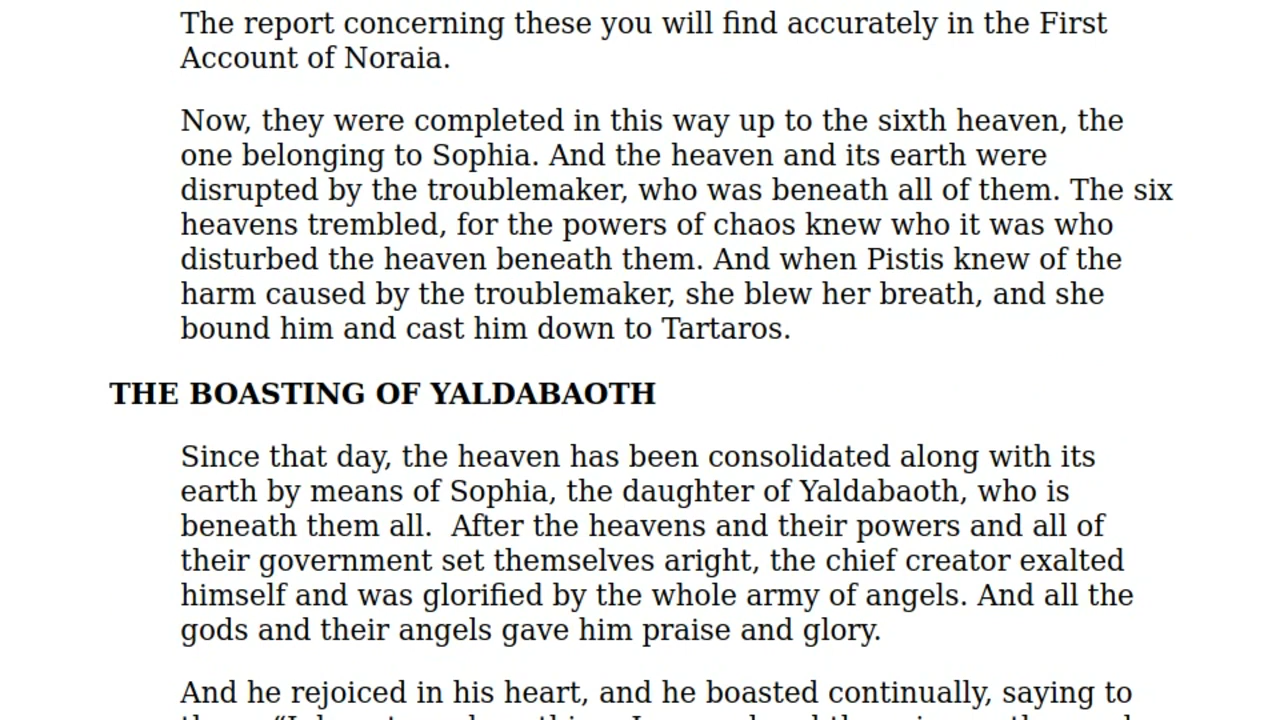 The report concerning these you will find accurately in the First
Account of Noraia.
Now, they were completed in this way up to the sixth heaven, the
one belonging to Sophia. And the heaven and its earth were
disrupted by the troublemaker, who was beneath all of them. The six
heavens trembled, for the powers of chaos knew who it was who
disturbed the heaven beneath them. And when Pistis knew of the
harm caused by the troublemaker, she blew her breath, and she
bound him and cast him down to Tartaros.
THE BOASTING OF YALDABAOTH
Since that day, the heaven has been consolidated along with its
earth by means of Sophia, the daughter of Yaldabaoth, who is
beneath them all.  After the heavens and their powers and all of
their government set themselves aright, the chief creator exalted
himself and was glorified by the whole army of angels. And all the
gods and their angels gave him praise and glory.
And he rejoiced in his heart, and he boasted continually, saying to